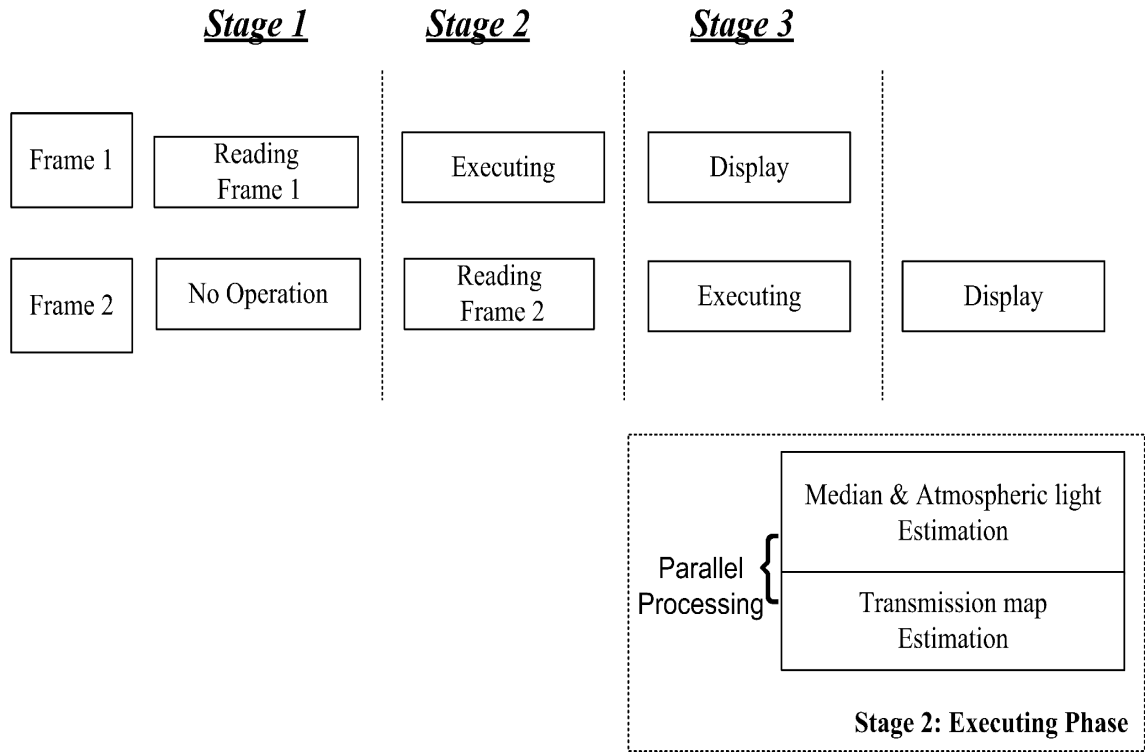 Stage 1 Stage 2 Stage 3
Frame 1
Reading
Frame 1
Executing
Display
Frame 2
No Operation
Reading
Frame 2
Executing
Display
Parallel
Processing
{
Median & Atmospheric light
Estimation
Transmission map
Estimation
Stage 2: Executing Phase